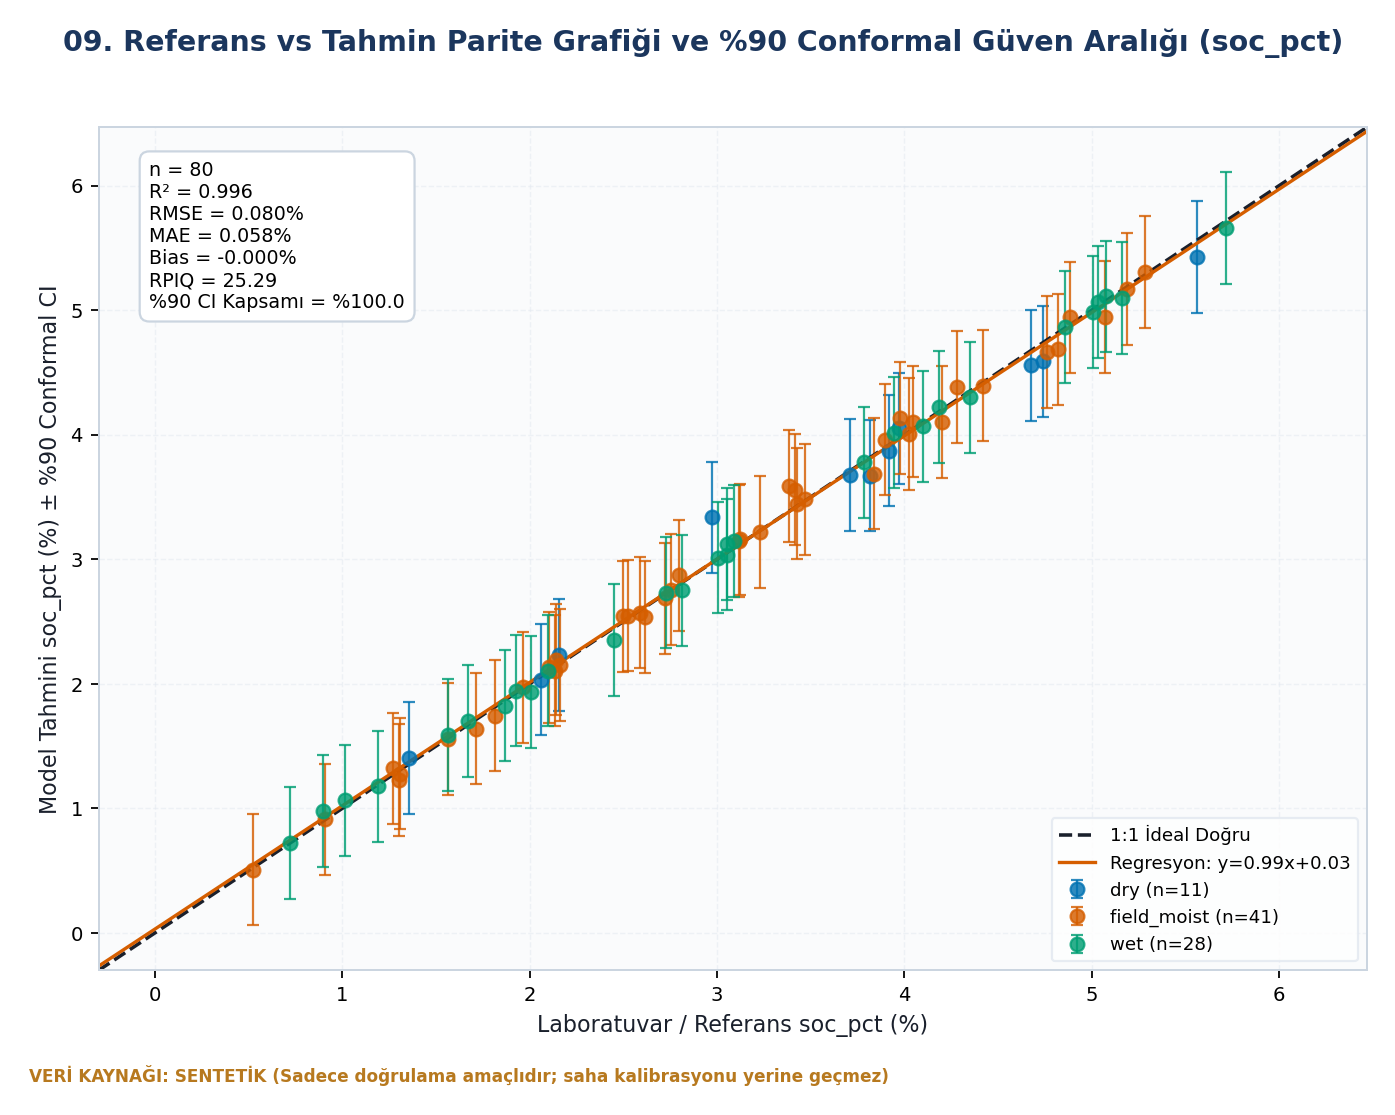 09. Referans vs Tahmin Parite Grafiği ve %90 Conformal Güven Aralığı (soc_pct)
n = 80
R² = 0.996
RMSE = 0.080%
MAE = 0.058%
Bias = -0.000%
RPIQ = 25.29
%90 CI Kapsamı = %100.0
Model Tahmini soc_pct (%) ± %90 Conformal CI
6
5
4
3
2
1
0
1:1 İdeal Doğru
Regresyon: y=0.99x+0.03
dry (n=11)
field_moist (n=41)
wet (n=28)
0 1 2 3 4 5 6
Laboratuvar / Referans soc_pct (%)
VERİ KAYNAĞI: SENTETİK (Sadece doğrulama amaçlıdır; saha kalibrasyonu yerine geçmez)